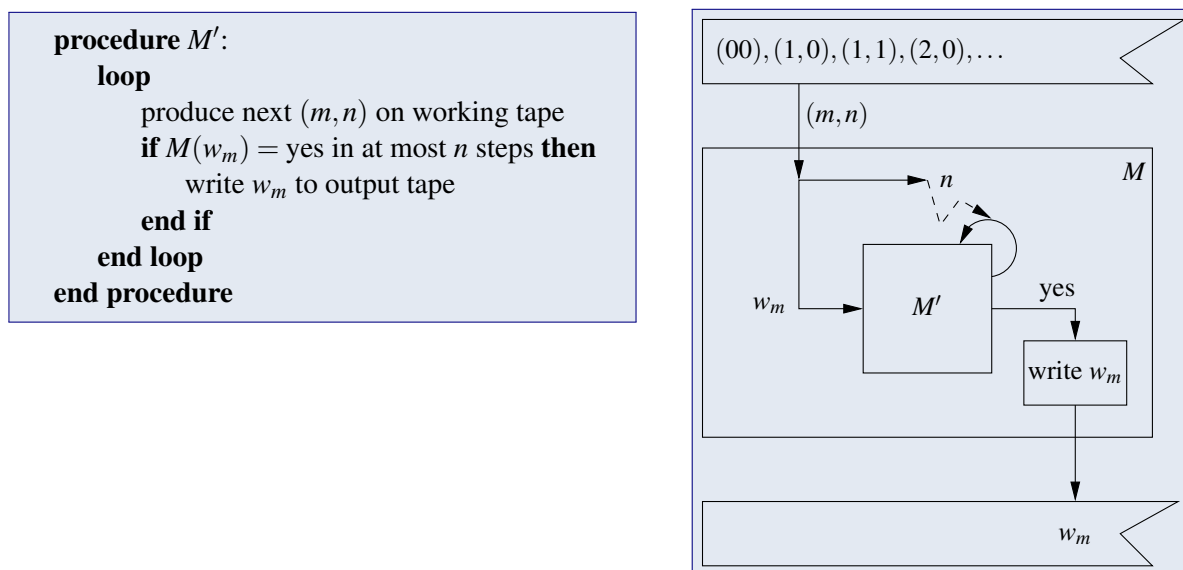 procedure M′:
loop
produce next (m,n) on working tape
if M(w_m) = yes in at most n steps then
write w_m to output tape
end if
end loop
end procedure
(00),(1,0),(1,1),(2,0),...
(m,n)
M
n
w_m
M′
yes
write w_m
w_m